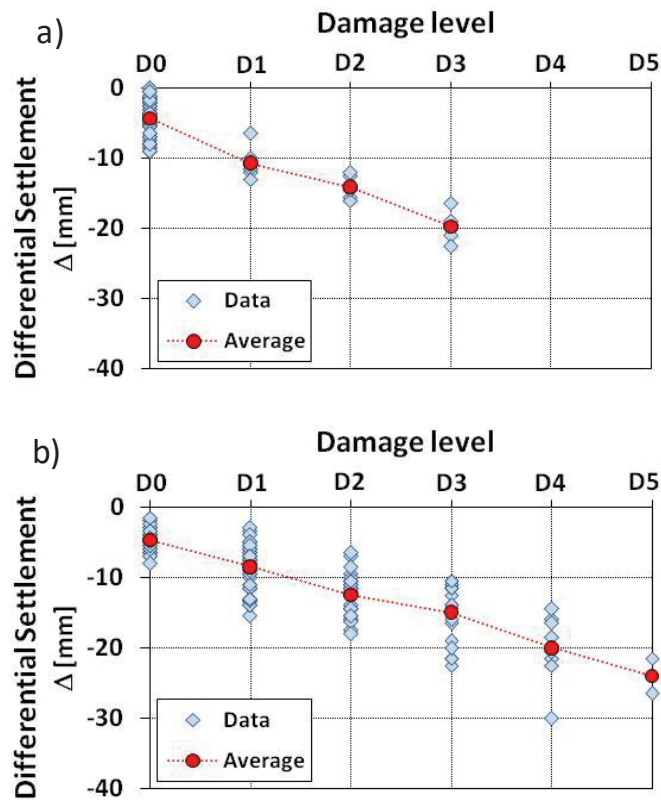 a)
Damage level
D0 D1 D2 D3 D4 D5
Differential Settlement
Δ [mm]
0
-10
-20
-30
-40
Data
Average
b)
Damage level
D0 D1 D2 D3 D4 D5
Differential Settlement
Δ [mm]
0
-10
-20
-30
-40
Data
Average